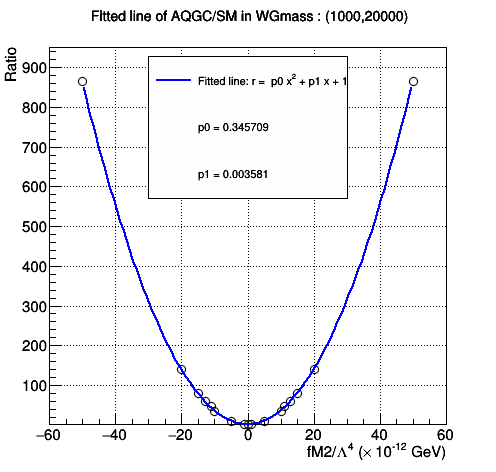 FItted line of AQGC/SM in WGmass : (1000,20000)
Ratio
900
800
700
600
500
400
300
200
100
Fitted line: r = p0 x² + p1 x + 1
p0 = 0.345709
p1 = 0.003581
−60 −40 −20 0 20 40 60
fM2/Λ⁴ (× 10⁻¹² GeV)